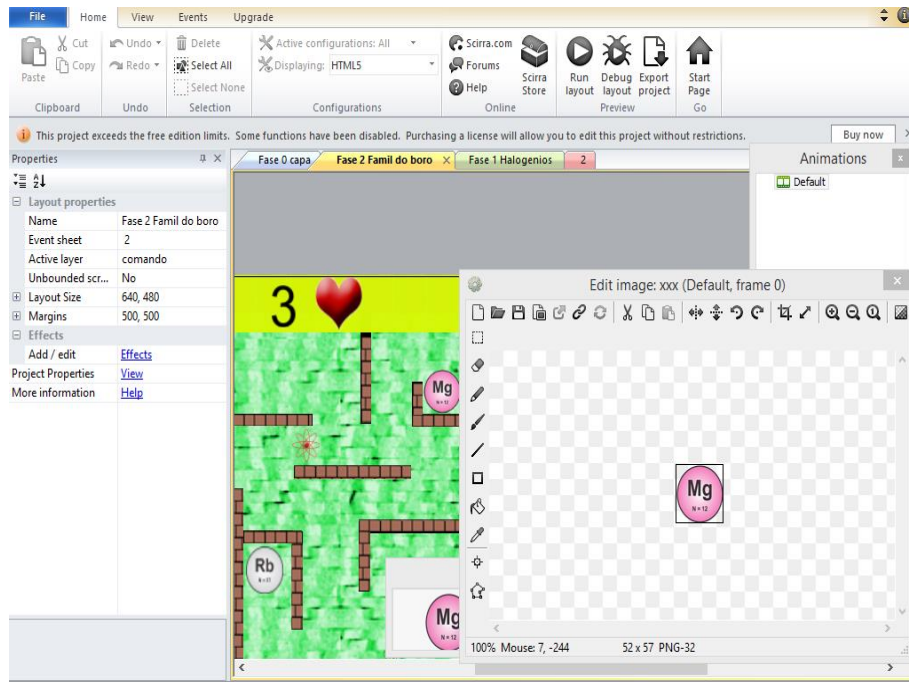 File Home View Events Upgrade
Paste
Cut
Copy
Clipboard
Undo
Redo
Undo
Delete
Select All
Select None
Selection
Active configurations: All
Displaying: HTML5
Configurations
Scirra.com
Forums
Help
Scirra Store
Online
Run layout
Debug layout
Export project
Preview
Start Page
Go
This project exceeds the free edition limits. Some functions have been disabled. Purchasing a license will allow you to edit this project without restrictions.
Buy now
Properties
Layout properties
Name Fase 2 Famil do boro
Event sheet 2
Active layer comando
Unbounded scr... No
Layout Size 640, 480
Margins 500, 500
Effects
Add / edit Effects
Project Properties View
More information Help
Fase 0 capa Fase 2 Famil do boro Fase 1 Halogenios 2
Animations
Default
3
Mg
N = 12
Rb
Mg
N = 12
Edit image: xxx (Default, frame 0)
Mg
N = 12
100% Mouse: 7, -244 52 x 57 PNG-32